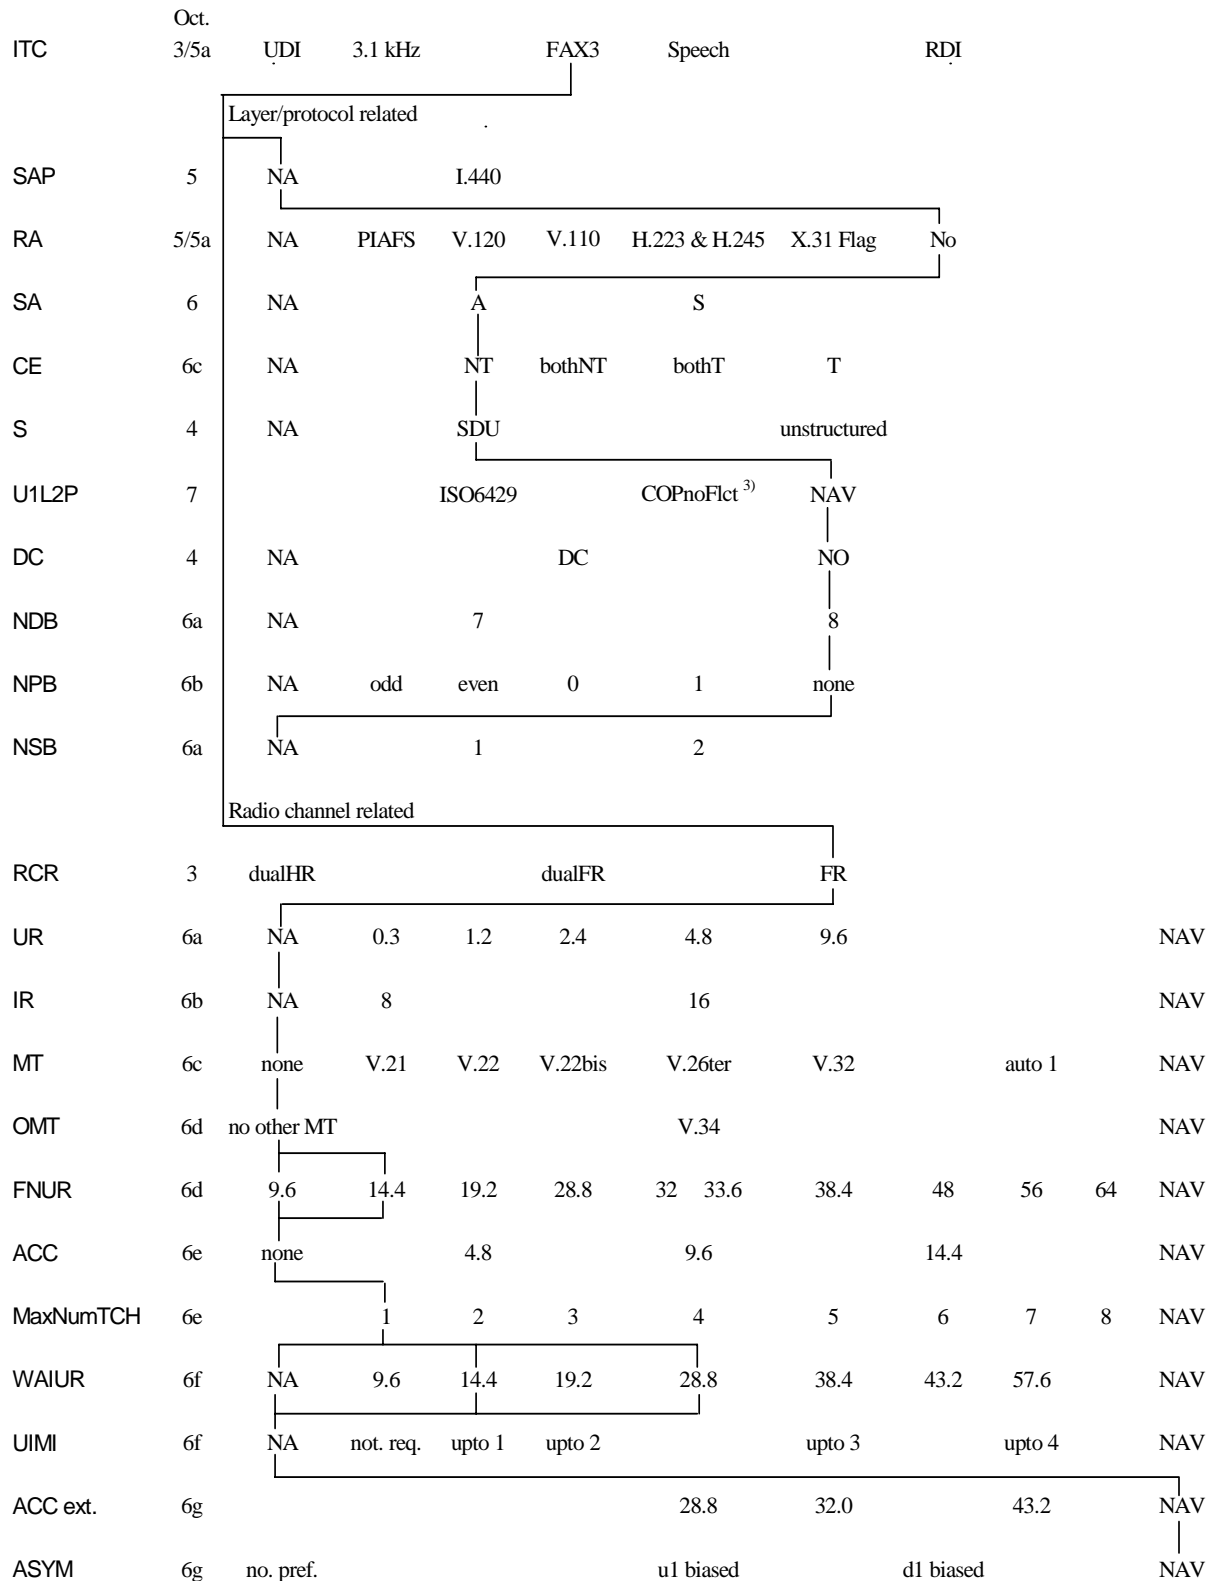 Oct.
ITC 3/5a UDI 3.1 kHz FAX3 Speech RDI
Layer/protocol related
SAP 5 NA I.440
RA 5/5a NA PIAFS V.120 V.110 H.223 & H.245 X.31 Flag No
SA 6 NA A S
CE 6c NA NT bothNT bothT T
S 4 NA SDU unstructured
U1L2P 7 ISO6429 COPnoFlct 3) NAV
DC 4 NA DC NO
NDB 6a NA 7 8
NPB 6b NA odd even 0 1 none
NSB 6a NA 1 2
Radio channel related
RCR 3 dualHR dualFR FR
UR 6a NA 0.3 1.2 2.4 4.8 9.6 NAV
IR 6b NA 8 16 NAV
MT 6c none V.21 V.22 V.22bis V.26ter V.32 auto 1 NAV
OMT 6d no other MT V.34 NAV
FNUR 6d 9.6 14.4 19.2 28.8 32 33.6 38.4 48 56 64 NAV
ACC 6e none 4.8 9.6 14.4 NAV
MaxNumTCH 6e 1 2 3 4 5 6 7 8 NAV
WAIUR 6f NA 9.6 14.4 19.2 28.8 38.4 43.2 57.6 NAV
UIMI 6f NA not. req. upto 1 upto 2 upto 3 upto 4 NAV
ACC ext. 6g 28.8 32.0 43.2 NAV
ASYM 6g no. pref. u1 biased d1 biased NAV